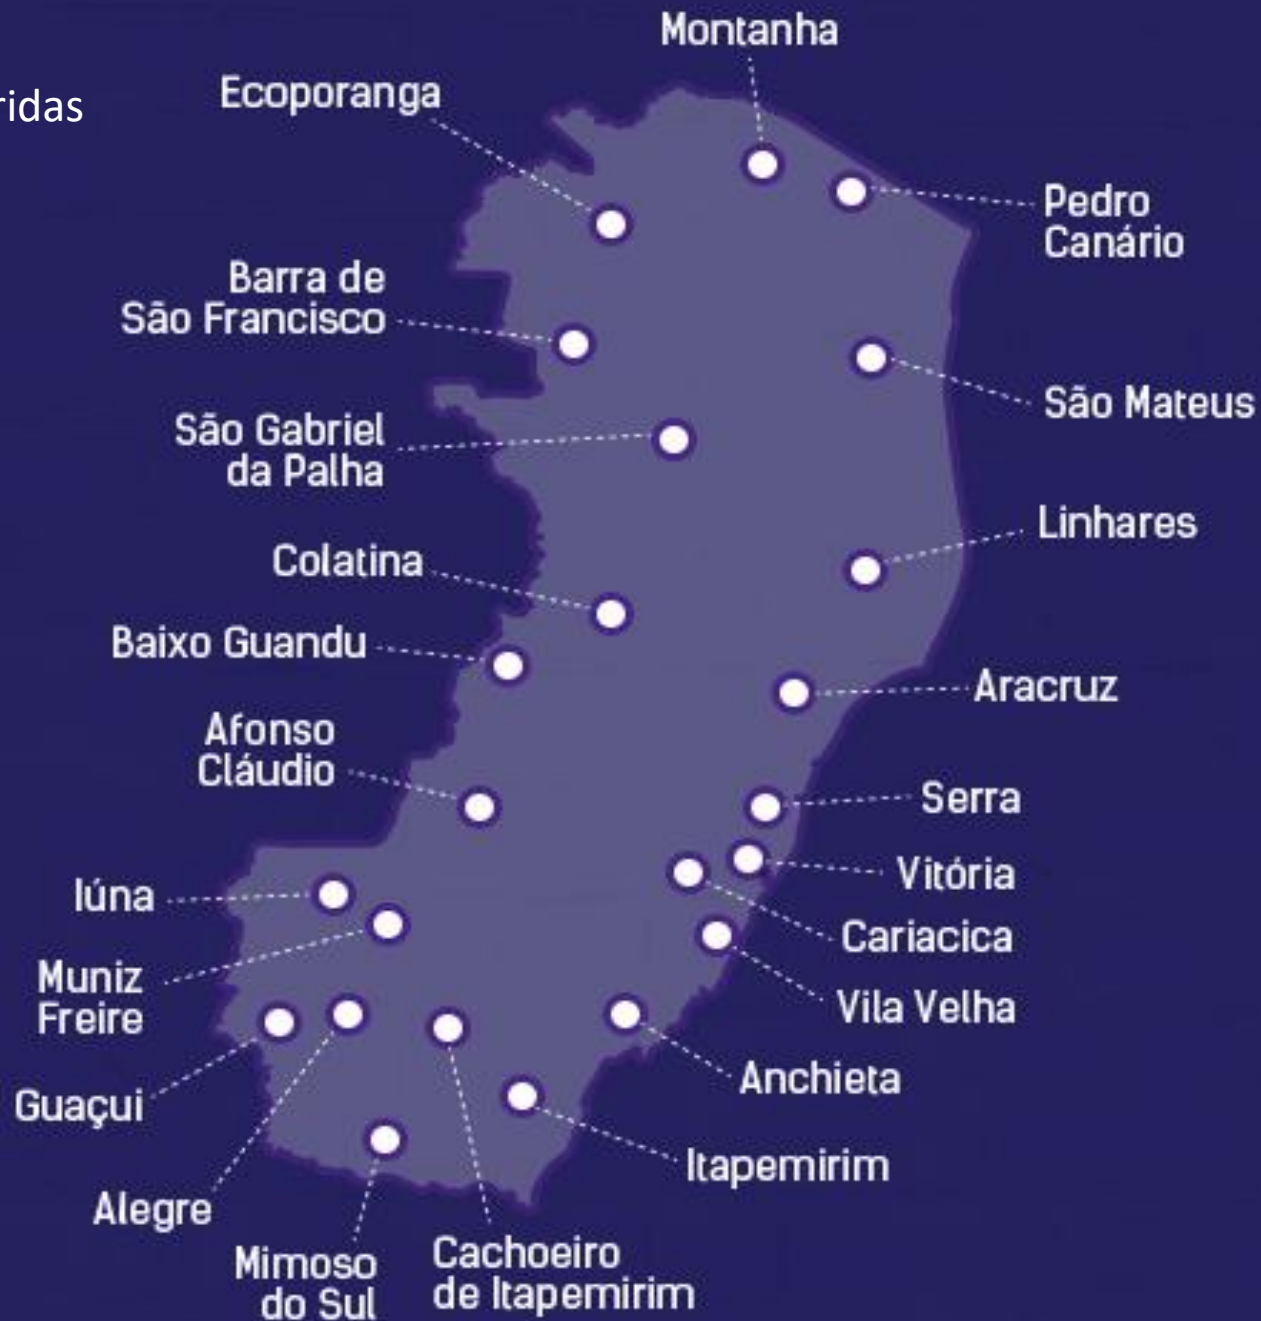 Montanha
Ecoporanga
ridas
Pedro
Canário
Barra de
São Francisco
São Mateus
São Gabriel
da Palha
Linhares
Colatina
Baixo Guandu
Aracruz
Afonso
Cláudio
Serra
Vitória
Iúna
Cariacica
Muniz
Freire
Vila Velha
Anchieta
Guaçui
Itapemirim
Alegre
Mimoso
do Sul
Cachoeiro
de Itapemirim